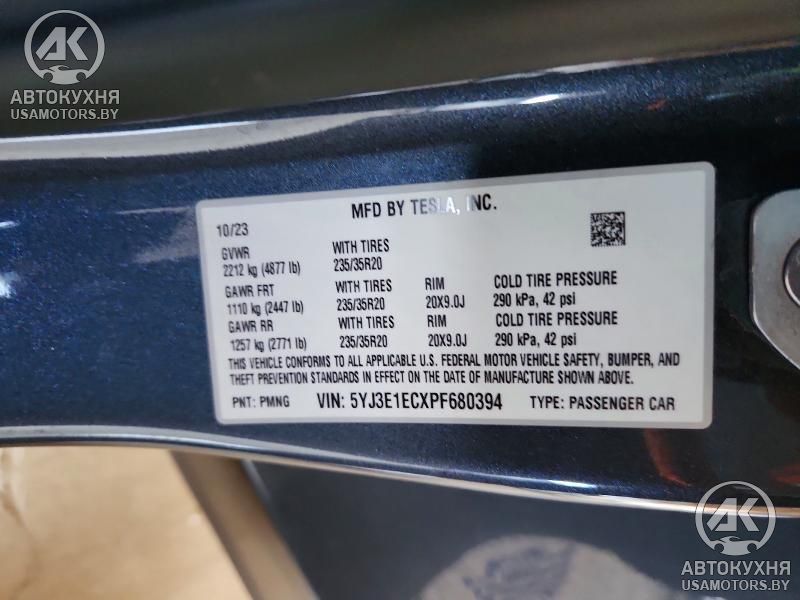 AK
АВТОКУХНЯ
USAMOTORS.BY
MFD BY TESLA, INC.
10/23
GVWR WITH TIRES
2212 kg (4877 lb) 235/35R20
GAWR FRT WITH TIRES RIM COLD TIRE PRESSURE
1110 kg (2447 lb) 235/35R20 20X9.0J 290 kPa, 42 psi
GAWR RR WITH TIRES RIM COLD TIRE PRESSURE
1257 kg (2771 lb) 235/35R20 20X9.0J 290 kPa, 42 psi
THIS VEHICLE CONFORMS TO ALL APPLICABLE U.S. FEDERAL MOTOR VEHICLE SAFETY, BUMPER, AND
THEFT PREVENTION STANDARDS IN EFFECT ON THE DATE OF MANUFACTURE SHOWN ABOVE.
PNT: PMNG VIN: 5YJ3E1ECXPF680394 TYPE: PASSENGER CAR
AK
АВТОКУХНЯ
USAMOTORS.BY